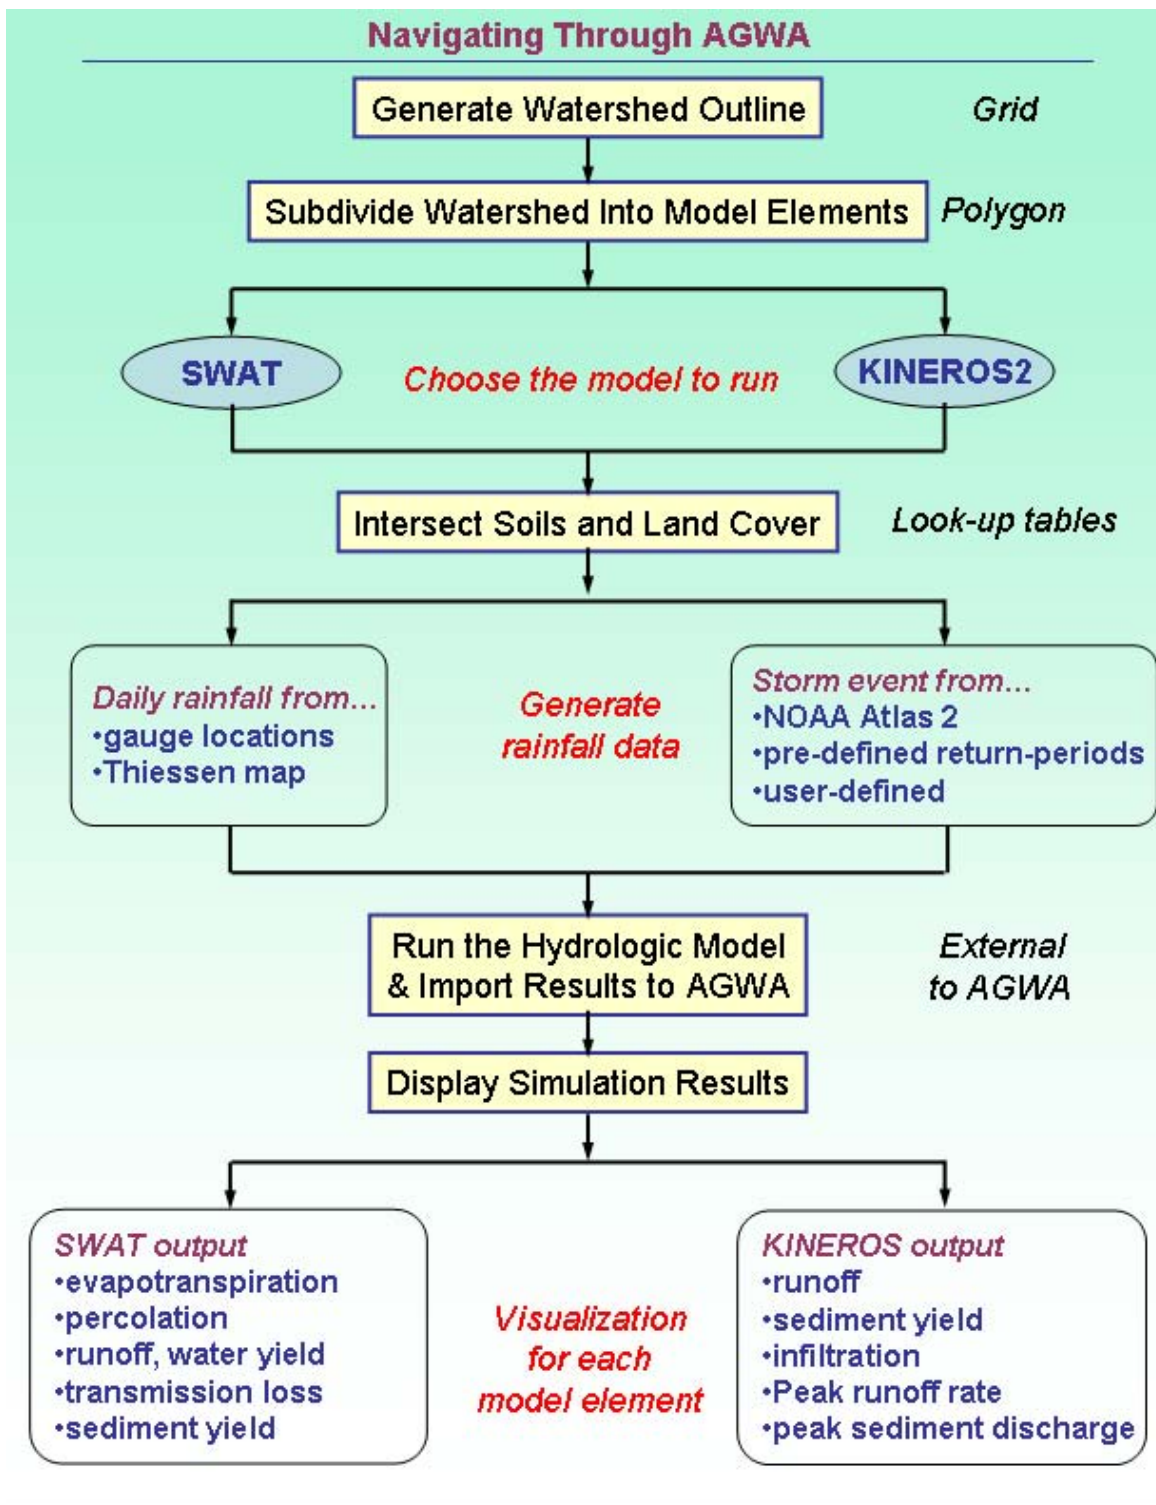 Navigating Through AGWA
Generate Watershed Outline
Grid
Subdivide Watershed Into Model Elements
Polygon
SWAT
Choose the model to run
KINEROS2
Intersect Soils and Land Cover
Look-up tables
Daily rainfall from...
•gauge locations
•Thiessen map
Generate
rainfall data
Storm event from...
•NOAA Atlas 2
•pre-defined return-periods
•user-defined
Run the Hydrologic Model
& Import Results to AGWA
External
to AGWA
Display Simulation Results
SWAT output
•evapotranspiration
•percolation
•runoff, water yield
•transmission loss
•sediment yield
Visualization
for each
model element
KINEROS output
•runoff
•sediment yield
•infiltration
•Peak runoff rate
•peak sediment discharge